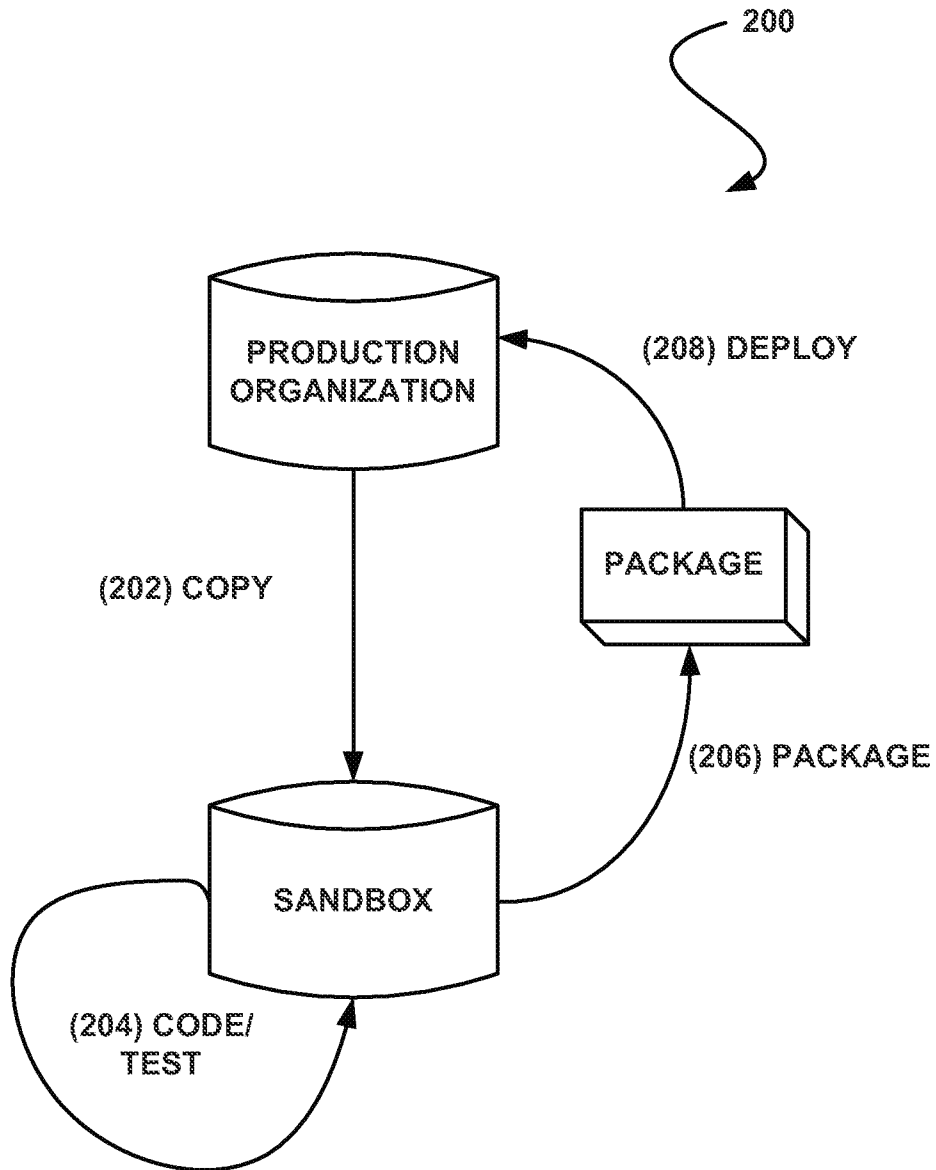 200
PRODUCTION
ORGANIZATION
(208) DEPLOY
PACKAGE
(202) COPY
(206) PACKAGE
SANDBOX
(204) CODE/
TEST